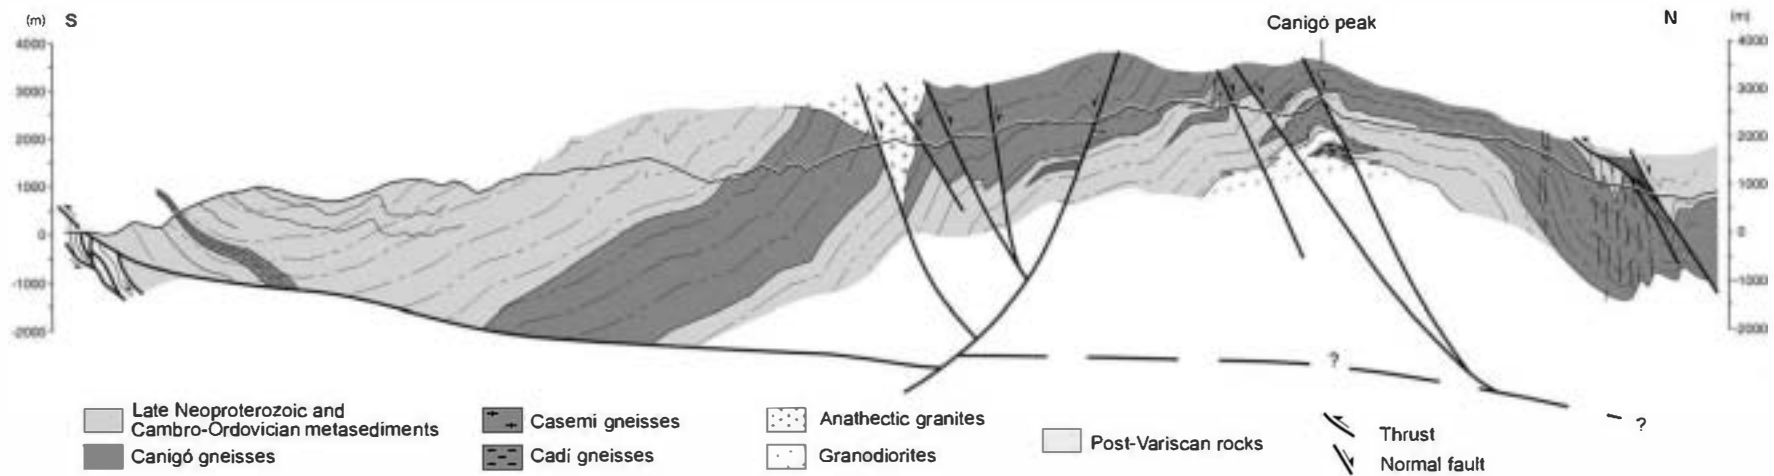 Canigó peak
(m) S
N (m)
4000
3000
2000
1000
0
-1000
-2000
4000
3000
2000
1000
0
-1000
-2000
?
?
Late Neoproterozoic and
Cambro-Ordovician metasediments
Canigó gneisses
Casemi gneisses
Cadí gneisses
Anathectic granites
Granodiorites
Post-Variscan rocks
Thrust
Normal fault